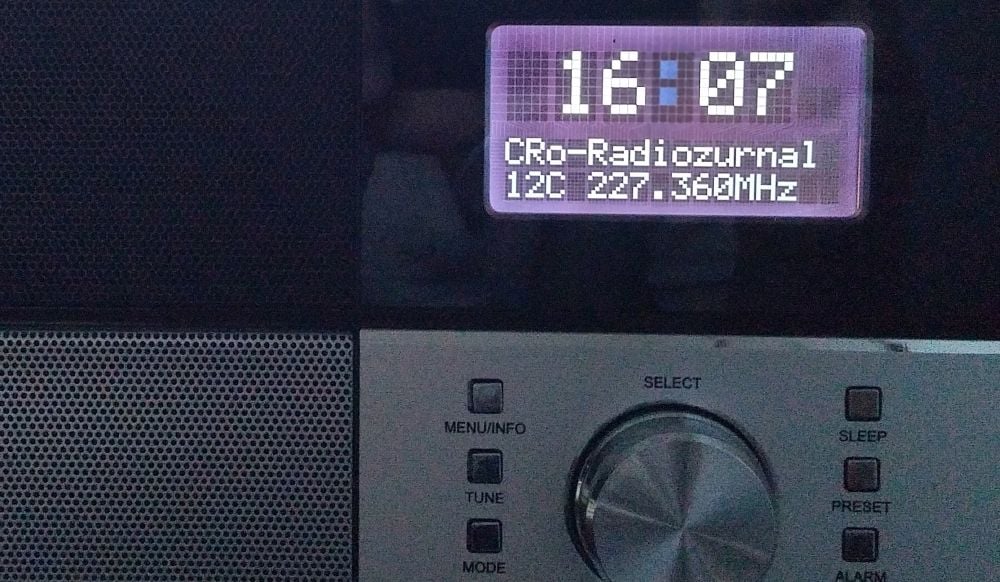 16:07
CRo-Radiozurnal
12C 227.360MHz
SELECT
MENU/INFO
SLEEP
TUNE
PRESET
MODE
ALARM